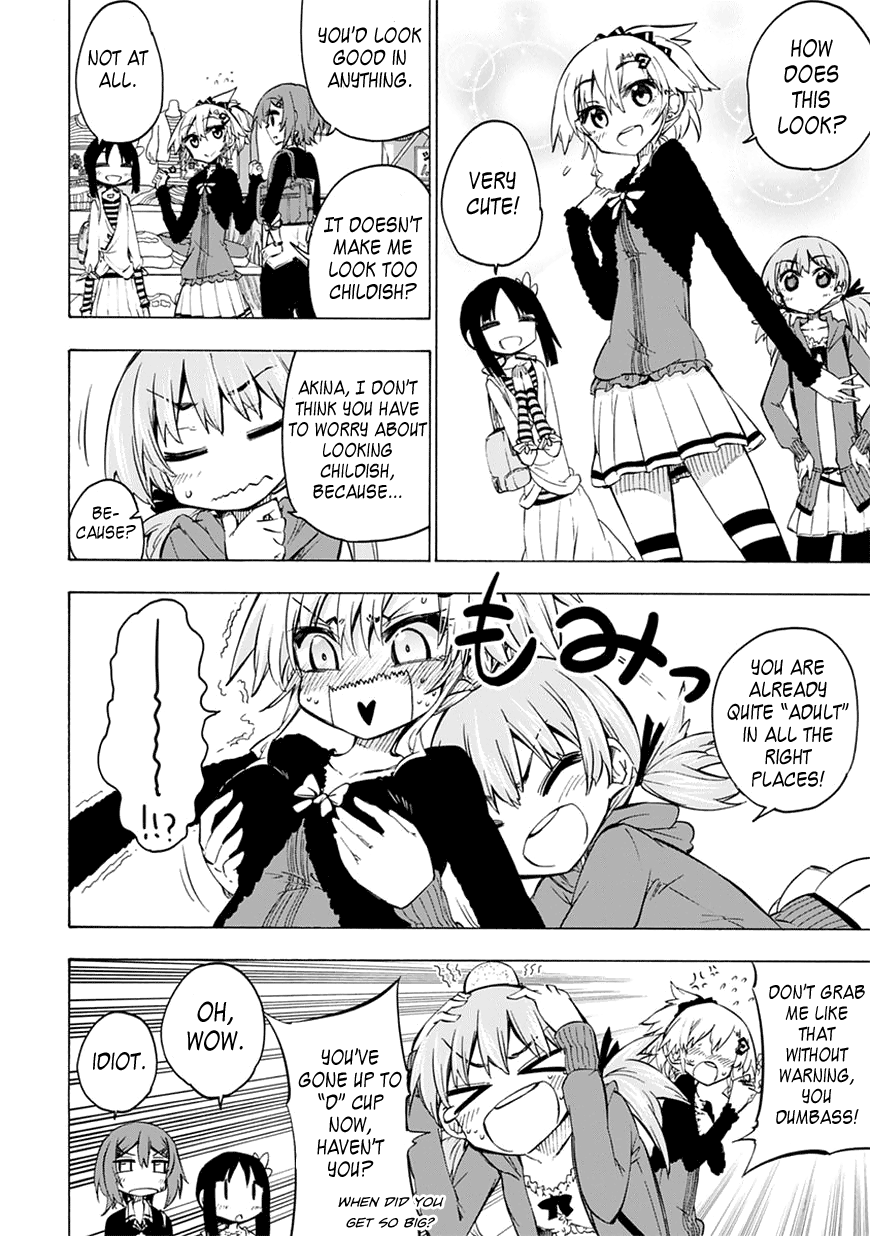 HOW
DOES
THIS
LOOK?
VERY
CUTE!
YOU'D LOOK
GOOD IN
ANYTHING.
IT DOESN'T
MAKE ME
LOOK TOO
CHILDISH?
NOT AT
ALL.
AKINA, I DON'T
THINK YOU HAVE
TO WORRY ABOUT
LOOKING
CHILDISH,
BECAUSE...
BE-
CAUSE?
YOU ARE
ALREADY
QUITE "ADULT"
IN ALL THE
RIGHT
PLACES!
もみっ
!!?
DON'T GRAB
ME LIKE
THAT
WITHOUT
WARNING,
YOU
DUMBASS!
YOU'VE
GONE UP TO
"D" CUP
NOW,
HAVEN'T
YOU?
WHEN DID YOU
GET SO BIG?
OH,
WOW.
IDIOT.